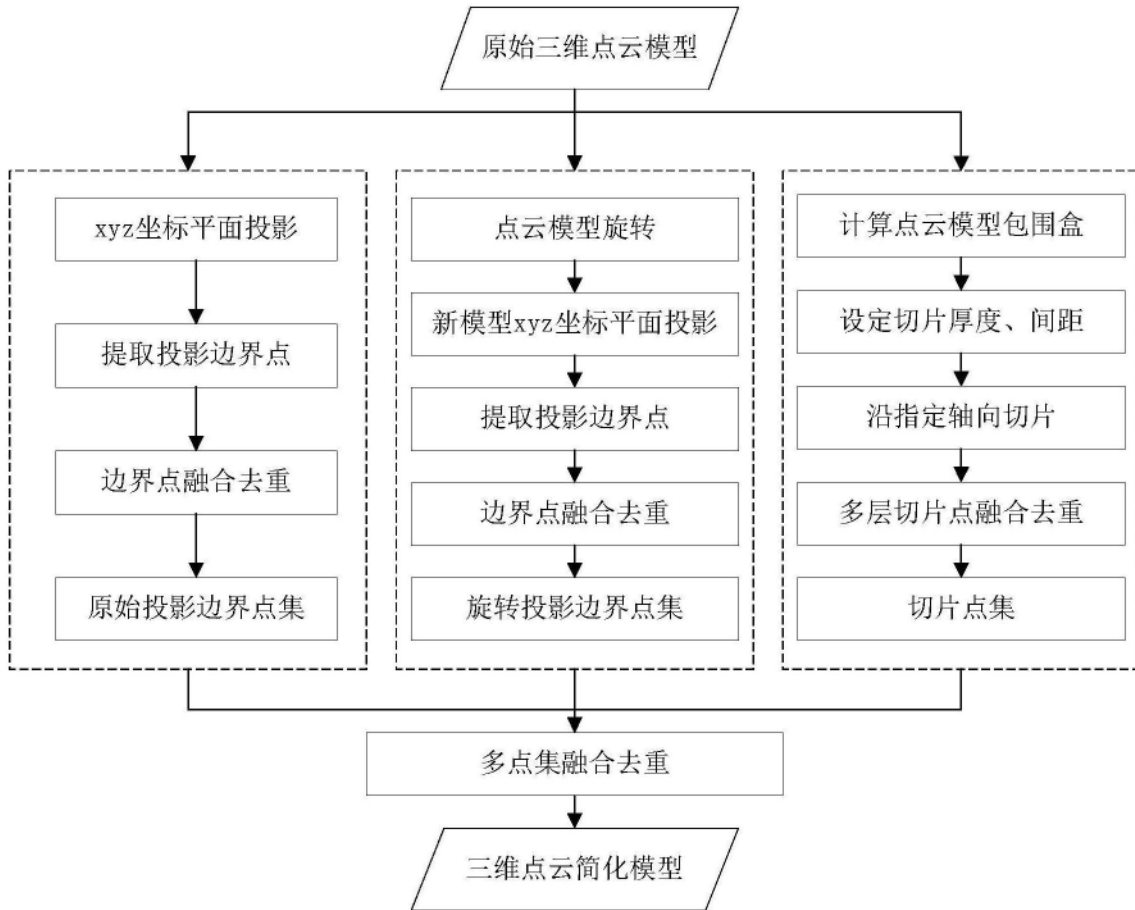 原始三维点云模型
xyz坐标平面投影
提取投影边界点
边界点融合去重
原始投影边界点集
点云模型旋转
新模型xyz坐标平面投影
提取投影边界点
边界点融合去重
旋转投影边界点集
计算点云模型包围盒
设定切片厚度、间距
沿指定轴向切片
多层切片点融合去重
切片点集
多点集融合去重
三维点云简化模型